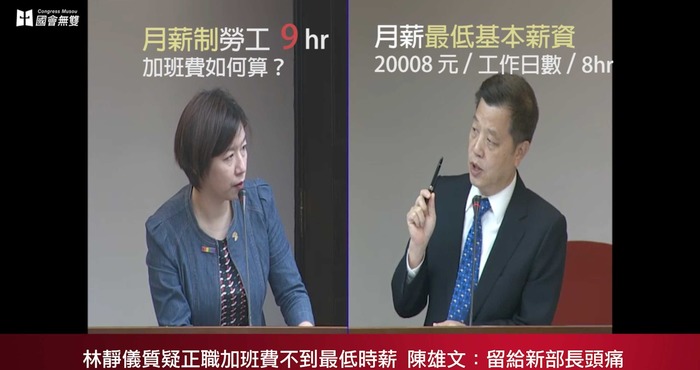 Congress Musou
國會無雙
月薪制勞工 9 hr
加班費如何算？
月薪最低基本薪資
20008 元 / 工作日數 / 8hr
林靜儀質疑正職加班費不到最低時薪 陳雄文：留給新部長頭痛